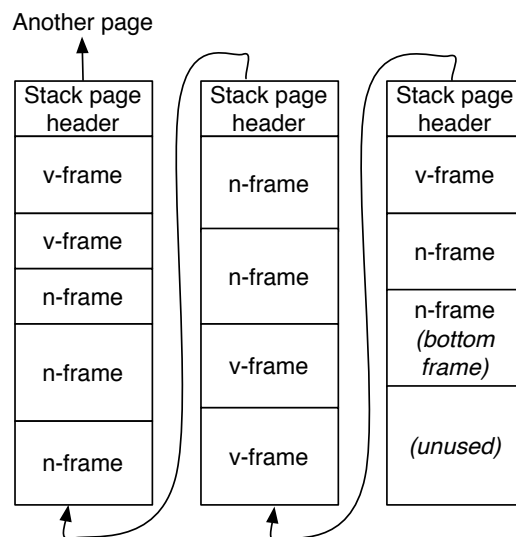 Another page
Stack page
header
v-frame
v-frame
n-frame
n-frame
n-frame
Stack page
header
n-frame
n-frame
v-frame
v-frame
Stack page
header
v-frame
n-frame
n-frame
(bottom
frame)
(unused)